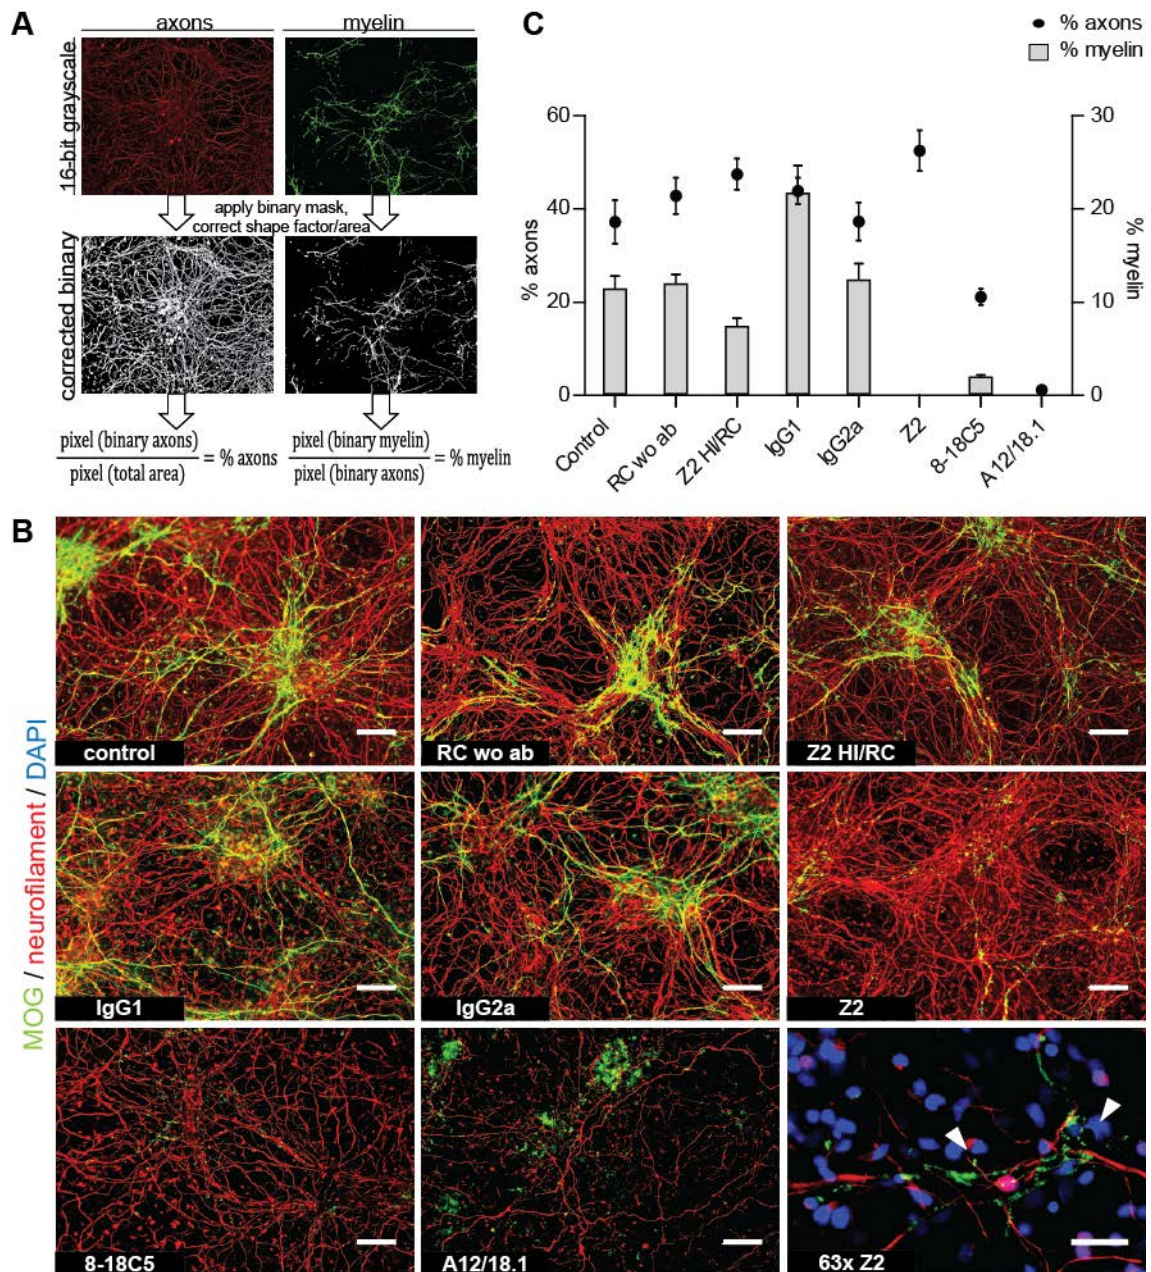 A
axons
myelin
16-bit grayscale
apply binary mask,
correct shape factor/area
corrected binary
pixel (binary axons)
pixel (total area)
= % axons
pixel (binary myelin)
pixel (binary axons)
= % myelin
C
% axons
% myelin
60
40
20
0
% axons
30
20
10
0
% myelin
Control
RC wo ab
Z2 HI/RC
IgG1
IgG2a
Z2
8-18C5
A12/18.1
B
MOG / neurofilament / DAPI
control
RC wo ab
Z2 HI/RC
IgG1
IgG2a
Z2
8-18C5
A12/18.1
63x Z2